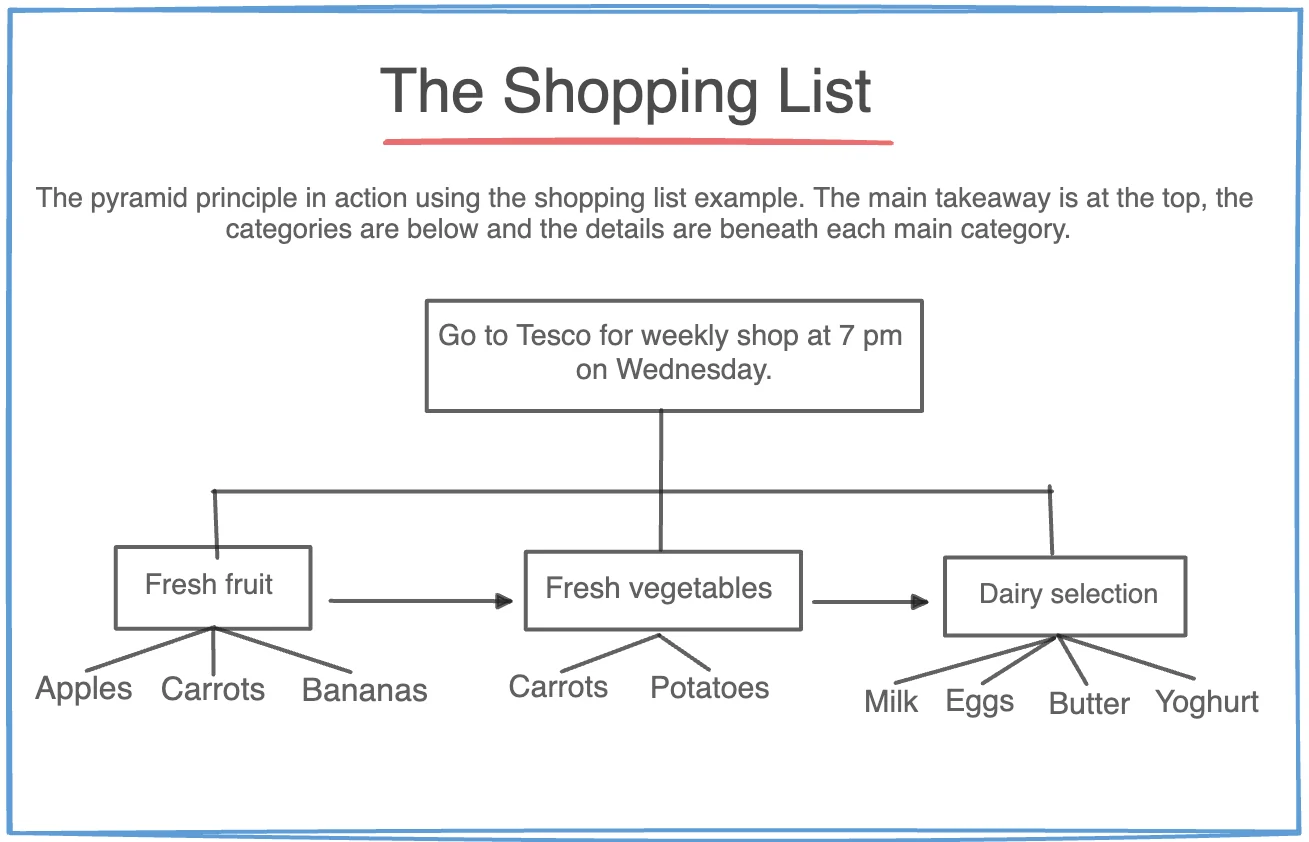 The Shopping List
The pyramid principle in action using the shopping list example. The main takeaway is at the top, the
categories are below and the details are beneath each main category.
Go to Tesco for weekly shop at 7 pm
on Wednesday.
Fresh fruit
Fresh vegetables
Dairy selection
Apples
Carrots
Bananas
Carrots
Potatoes
Milk
Eggs
Butter
Yoghurt